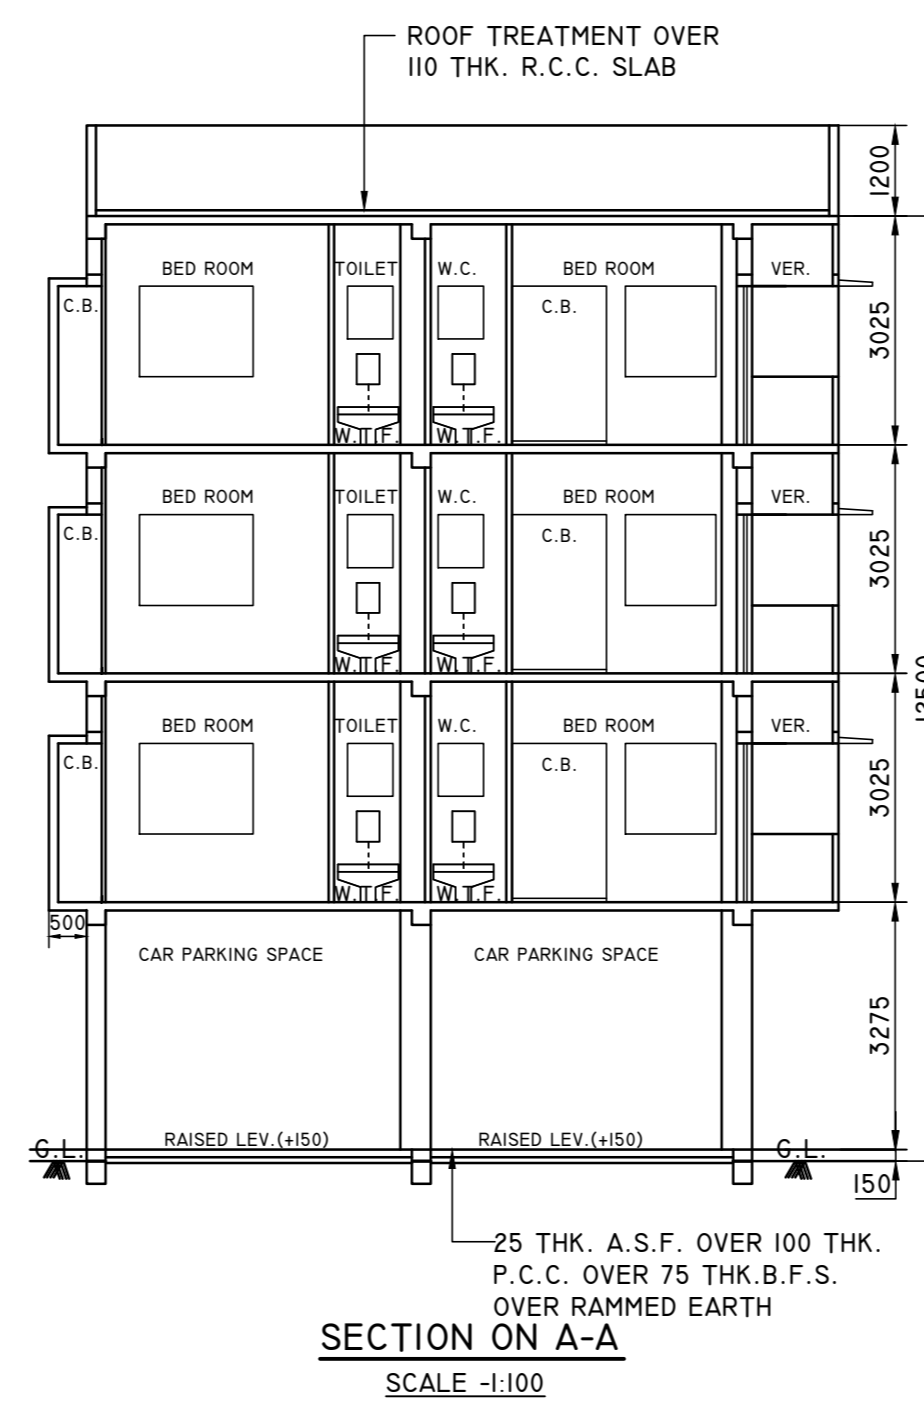 ROOF TREATMENT OVER
110 THK. R.C.C. SLAB
1200
BED ROOM TOILET W.C. BED ROOM VER.
C.B. C.B.
3025
W.T.F. W.T.F.
BED ROOM TOILET W.C. BED ROOM VER.
C.B. C.B.
3025
W.T.F. W.T.F.
BED ROOM TOILET W.C. BED ROOM VER.
C.B. C.B.
3025
W.T.F. W.T.F.
500
CAR PARKING SPACE CAR PARKING SPACE
3275
RAISED LEV.(+150) RAISED LEV.(+150)
G.L. G.L.
150
25 THK. A.S.F. OVER 100 THK.
P.C.C. OVER 75 THK.B.F.S.
OVER RAMMED EARTH
SECTION ON A-A
SCALE -1:100